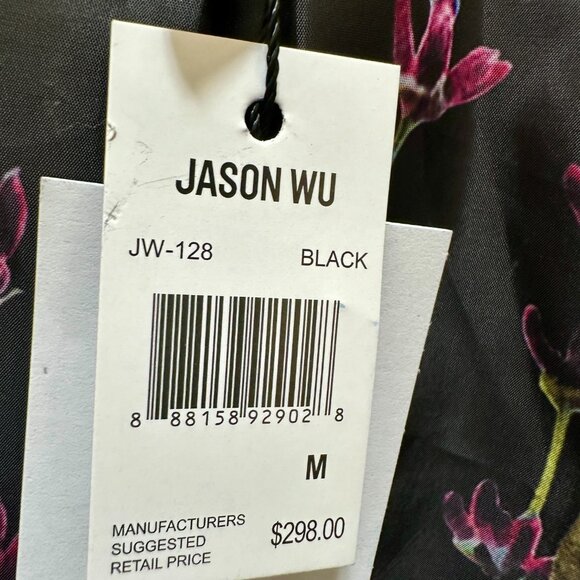 JASON WU
JW-128 BLACK
8 88158 92902 8
M
MANUFACTURERS
SUGGESTED $298.00
RETAIL PRICE